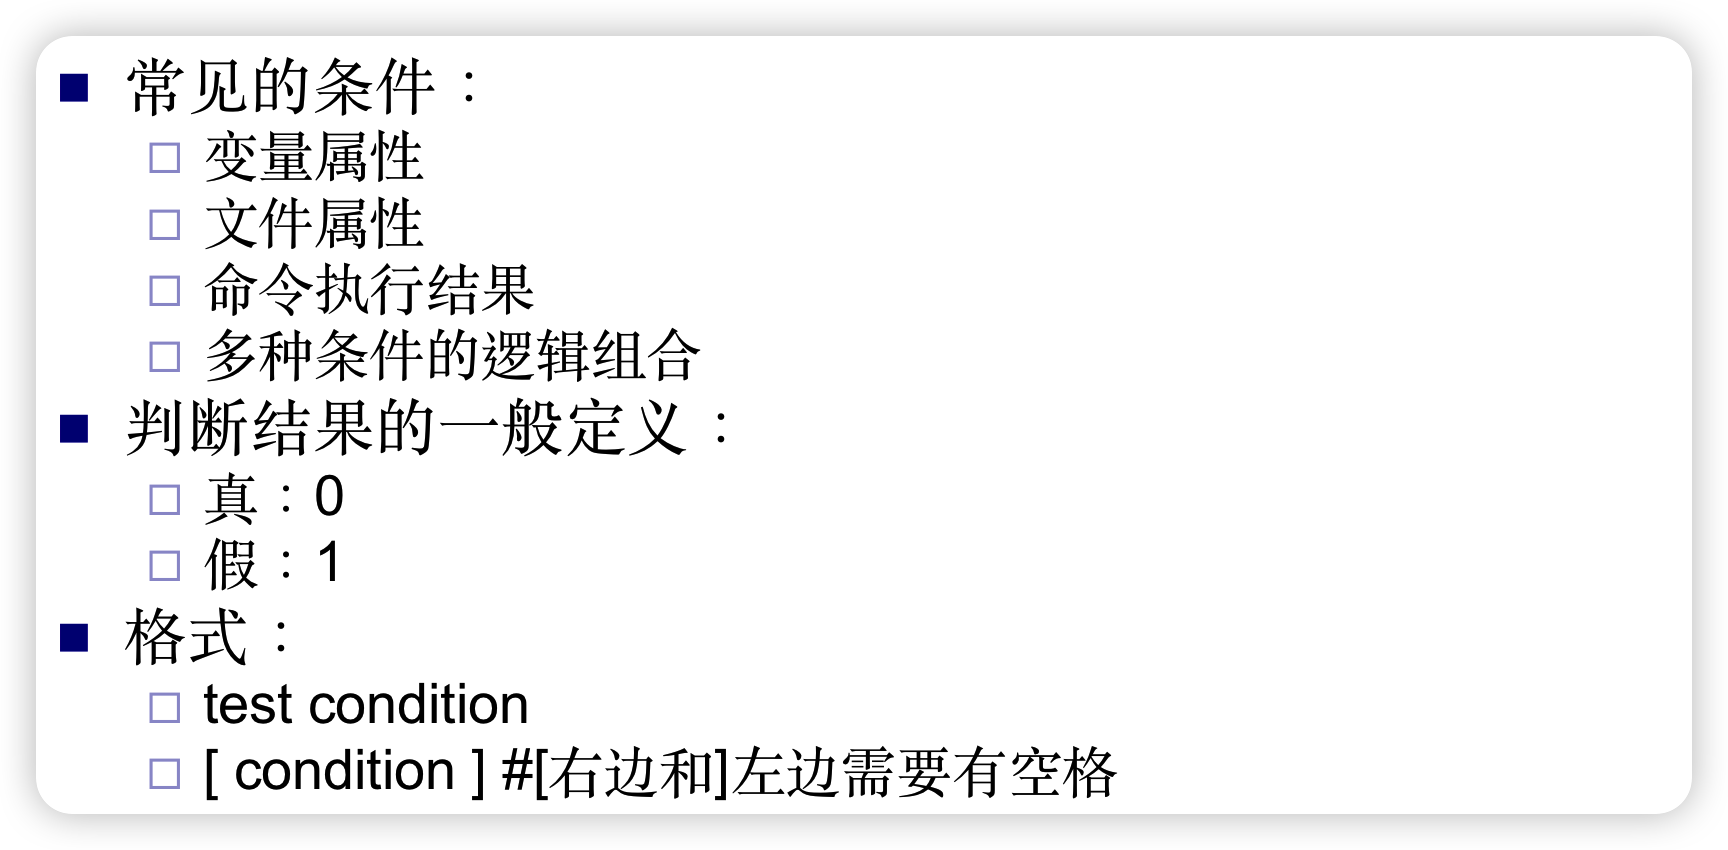 常见的条件：
变量属性
文件属性
命令执行结果
多种条件的逻辑组合
判断结果的一般定义：
真：0
假：1
格式：
test condition
[ condition ] #[右边和]左边需要有空格